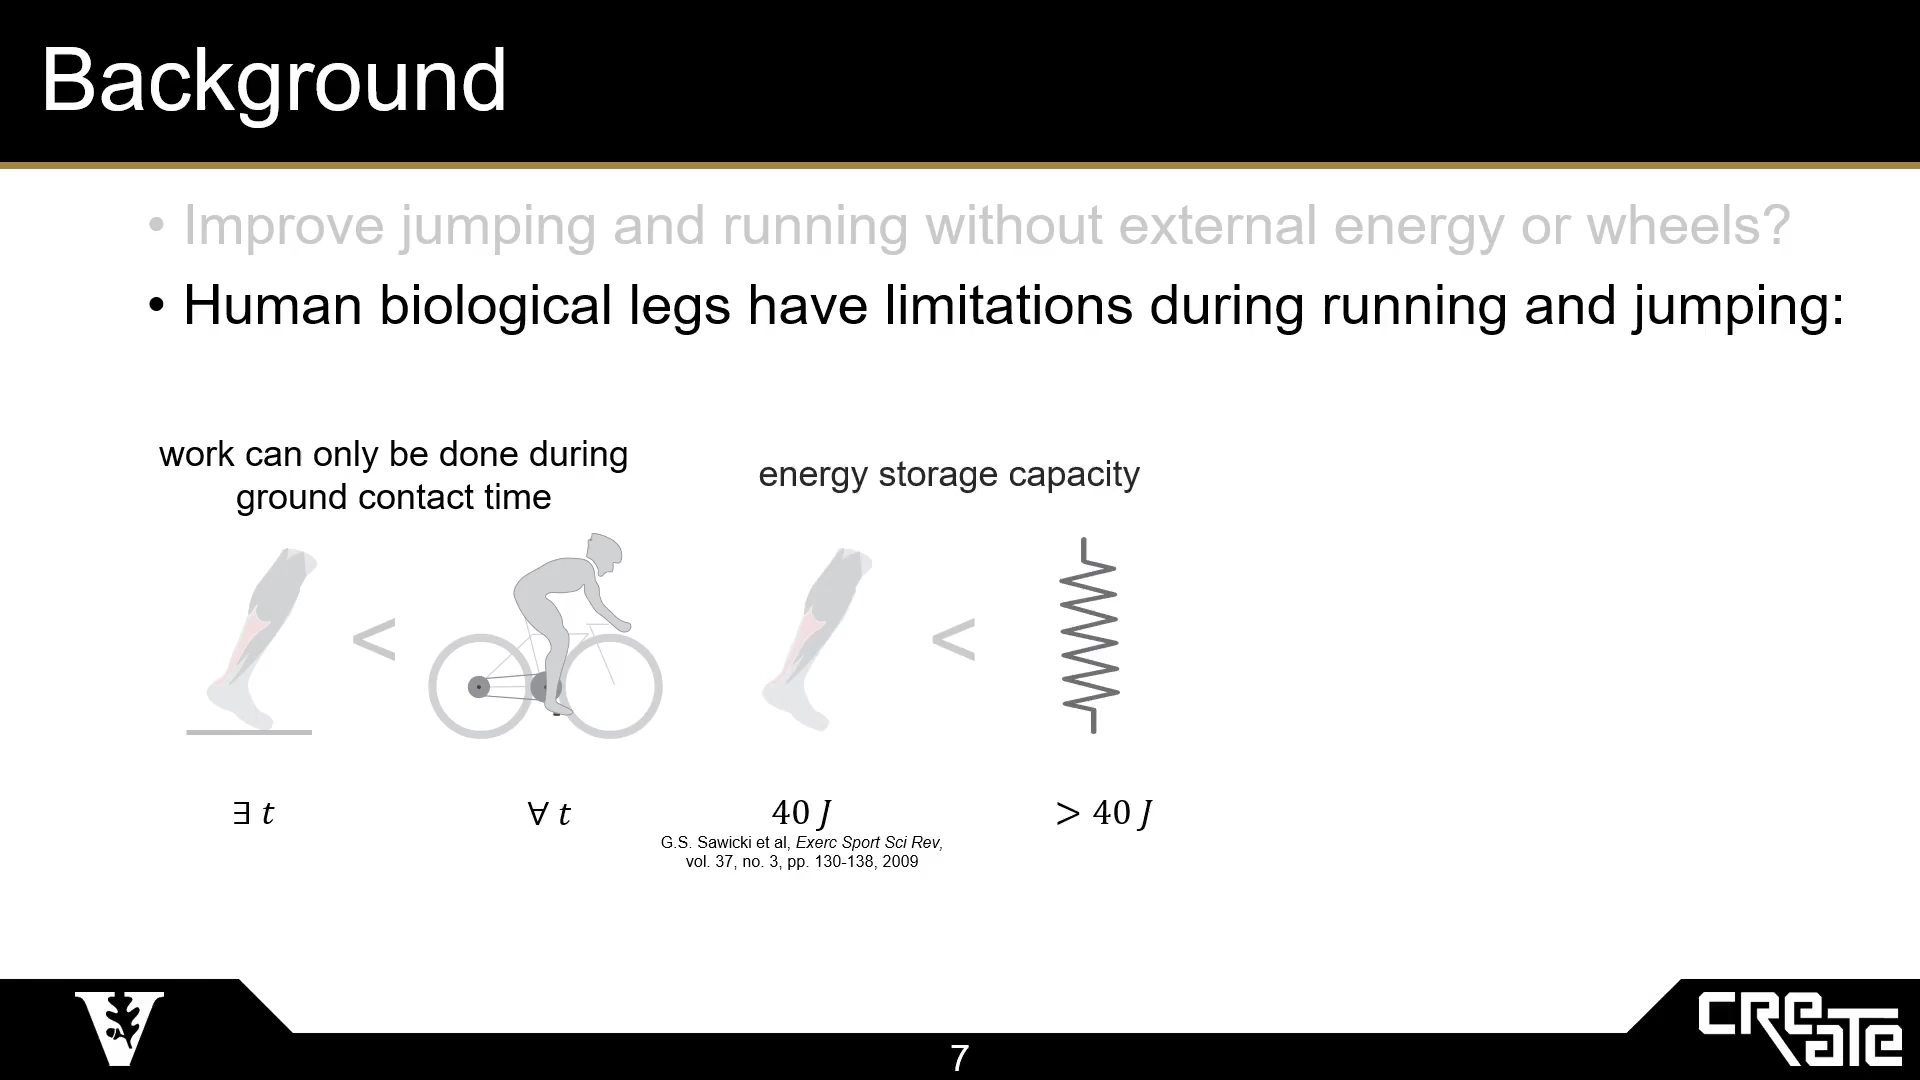 Background
• Improve jumping and running without external energy or wheels?
• Human biological legs have limitations during running and jumping:
work can only be done during
ground contact time
energy storage capacity
<
<
∃ t
∀ t
40 J
> 40 J
G.S. Sawicki et al, Exerc Sport Sci Rev,
vol. 37, no. 3, pp. 130-138, 2009
V
7
CREATE